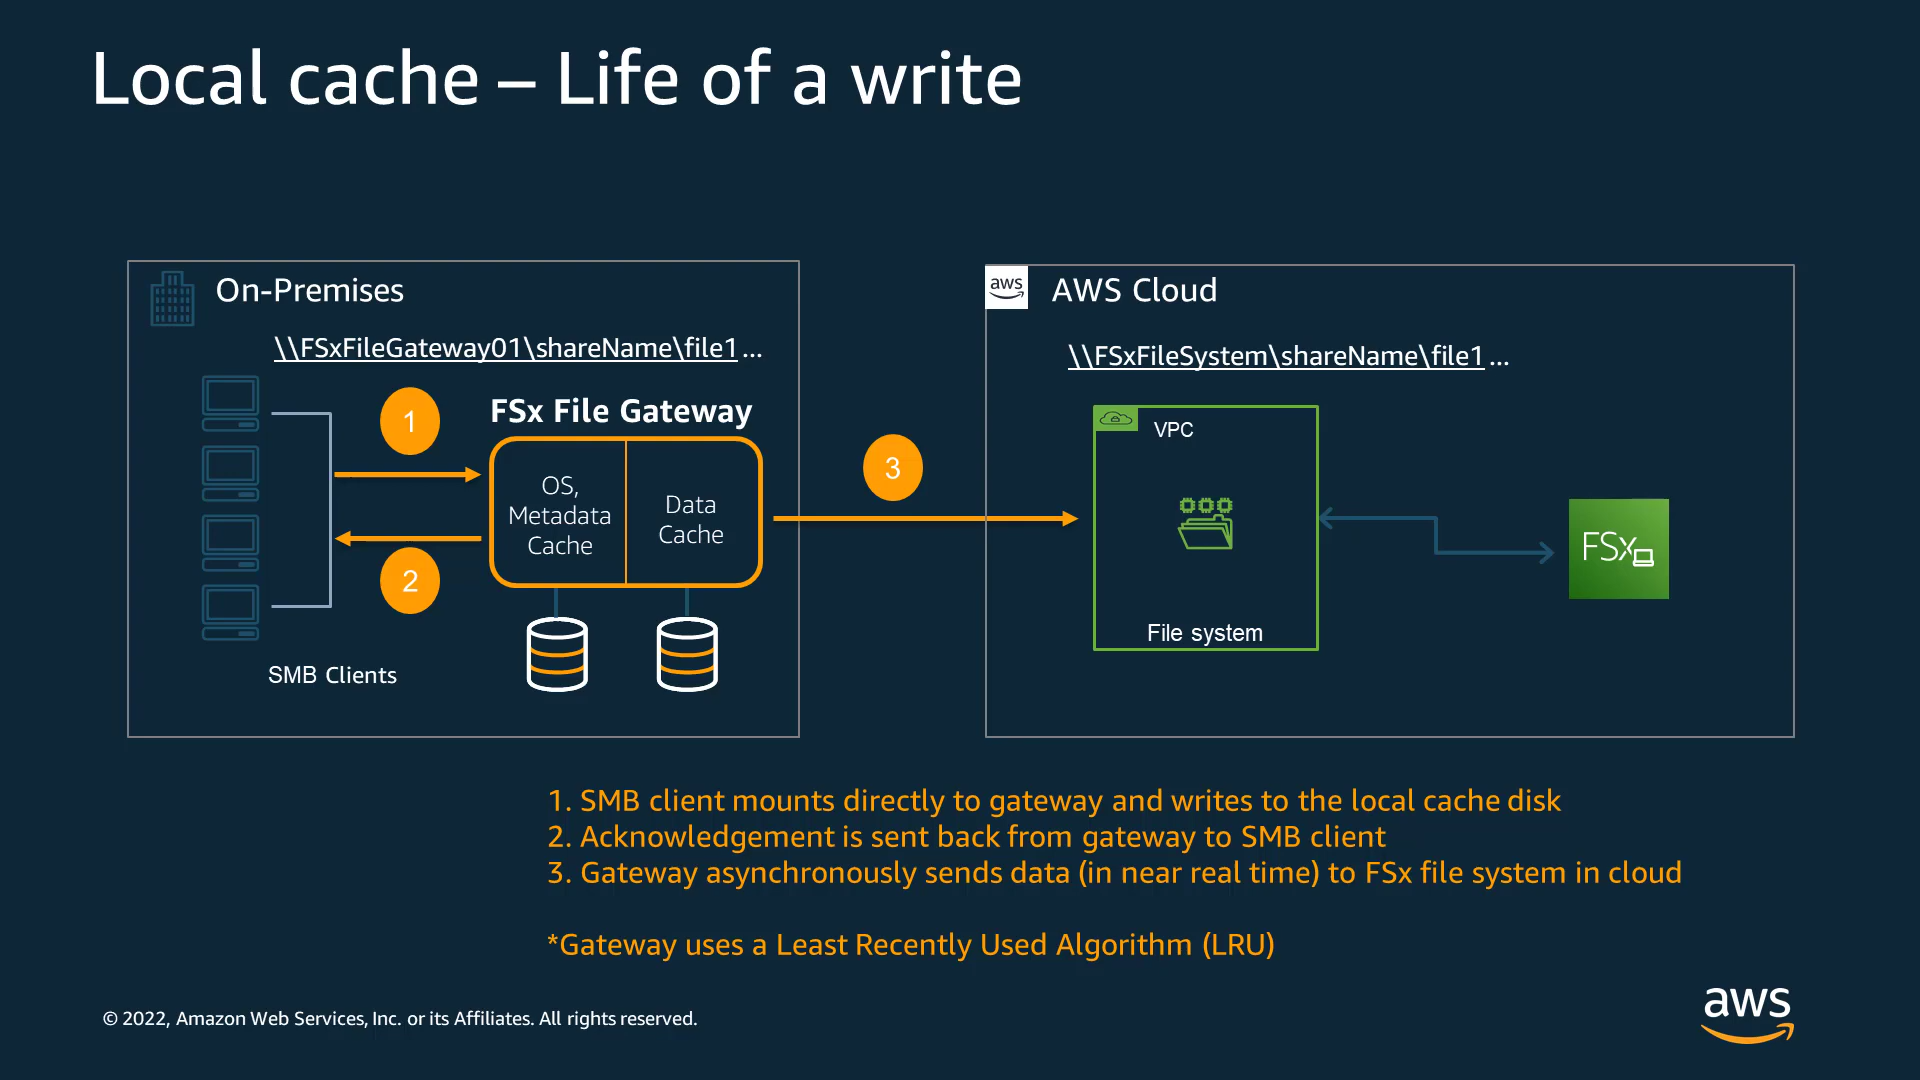 Local cache – Life of a write
On-Premises
\\FSxFileGateway01\shareName\file1...
1
FSx File Gateway
OS,
Metadata
Cache
Data
Cache
2
SMB Clients
3
aws
AWS Cloud
\\FSxFileSystem\shareName\file1...
VPC
File system
FSx
1. SMB client mounts directly to gateway and writes to the local cache disk
2. Acknowledgement is sent back from gateway to SMB client
3. Gateway asynchronously sends data (in near real time) to FSx file system in cloud
*Gateway uses a Least Recently Used Algorithm (LRU)
© 2022, Amazon Web Services, Inc. or its Affiliates. All rights reserved.
aws